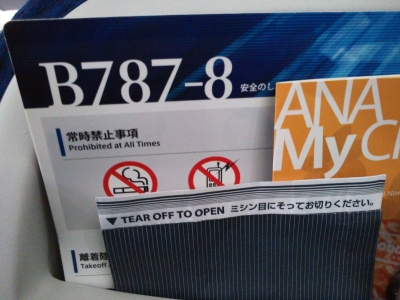 B787-8
安全のし
常時禁止事項
Prohibited at All Times
ANA
My
TEAR OFF TO OPEN ミシン目にそってお切りください。
離着陸
Takeoff